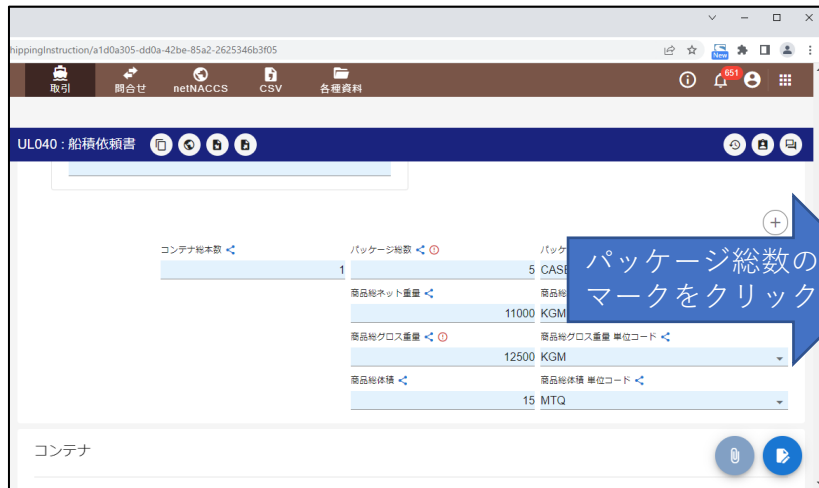 hippingInstruction/a1d0a305-dd0a-42be-85a2-2625346b3f05
New
取引 問合せ netNACCS CSV 各種資料 651
UL040 : 船積依頼書
コンテナ総本数 パッケージ総数 パッケ
1 5 CASE
商品総ネット重量 商品総
11000 KGM
商品総グロス重量 商品総グロス重量 単位コード
12500 KGM
商品総体積 商品総体積 単位コード
15 MTQ
パッケージ総数の
マークをクリック
コンテナ